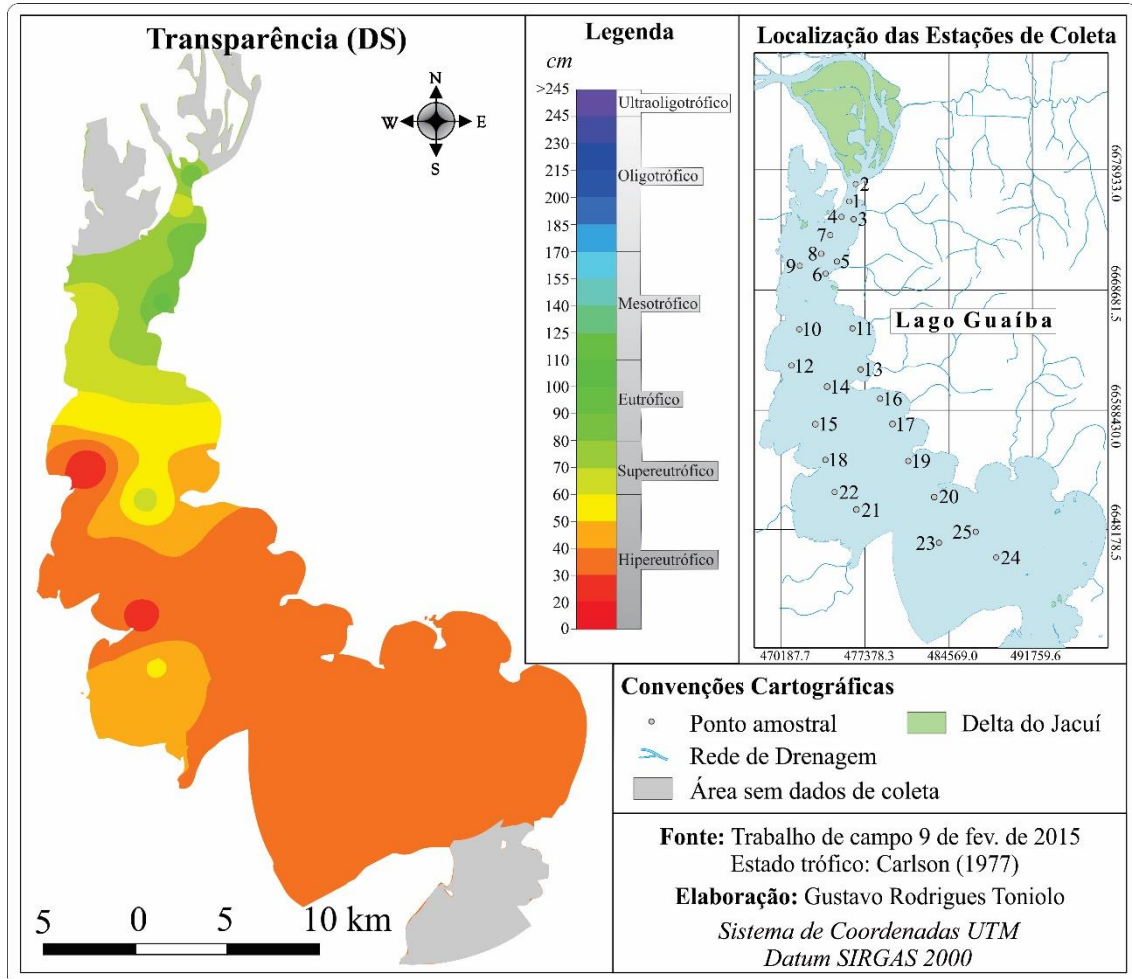 Transparência (DS)
N
W
E
S
5
0
5
10 km
Legenda
cm
>245
245
230
215
200
185
170
155
140
125
110
100
90
80
70
60
50
40
30
20
0
Ultraoligotrófico
Oligotrófico
Mesotrófico
Eutrófico
Supereutrófico
Hipereutrófico
Localização das Estações de Coleta
2
1
4
3
7
8
5
9
6
10
11
12
13
14
16
15
17
18
19
22
20
21
25
23
24
Lago Guaíba
6678933.0
6668681.5
66588430.0
6648178.5
470187.7
477378.3
484569.0
491759.6
Convenções Cartográficas
Ponto amostral
Delta do Jacuí
Rede de Drenagem
Área sem dados de coleta
Fonte: Trabalho de campo 9 de fev. de 2015
Estado trófico: Carlson (1977)
Elaboração: Gustavo Rodrigues Toniolo
Sistema de Coordenadas UTM
Datum SIRGAS 2000